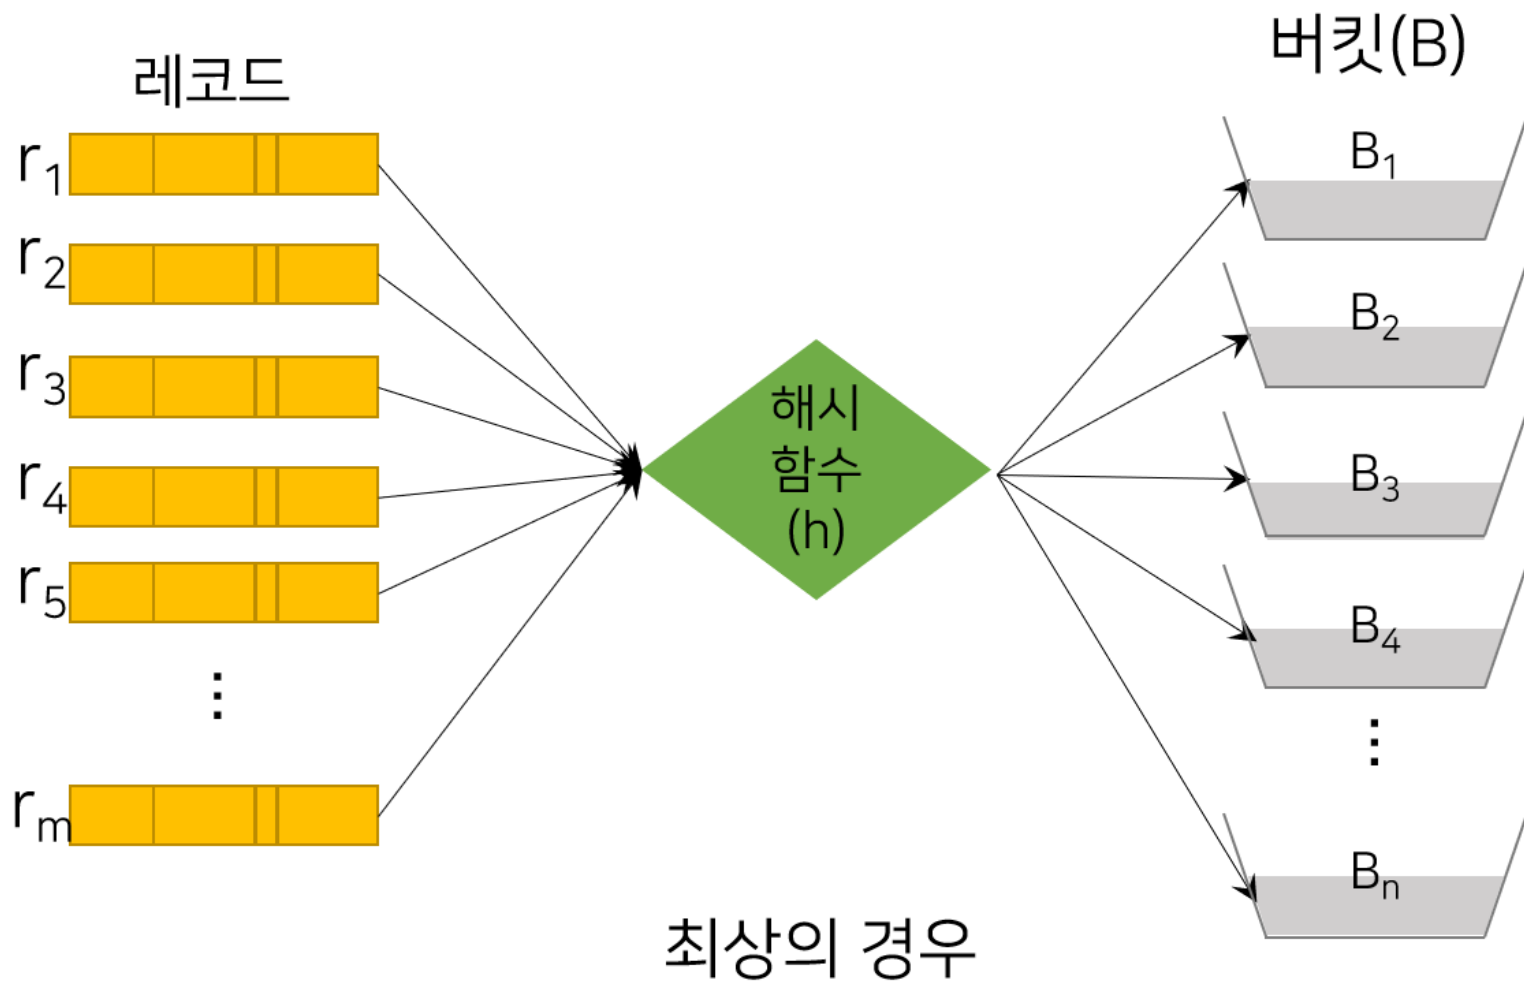 레코드
버킷(B)
r₁
r₂
r₃
r₄
r₅
⋮
rₘ
해시
함수
(h)
B₁
B₂
B₃
B₄
⋮
Bₙ
최상의 경우